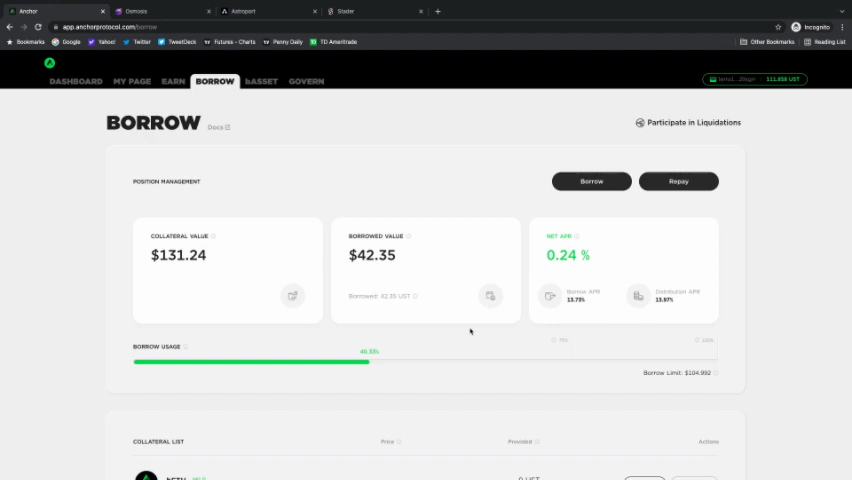 Anchor
Osmosis
Astroport
Stader
app.anchorprotocol.com/borrow
Incognito
Bookmarks
Google
Yahoo!
Twitter
TweetDeck
Futures - Charts
Penny Daily
TD Ameritrade
Other Bookmarks
Reading List
DASHBOARD
MY PAGE
EARN
BORROW
bASSET
GOVERN
111.858 UST
BORROW
Docs
Participate in Liquidations
POSITION MANAGEMENT
Borrow
Repay
COLLATERAL VALUE
$131.24
BORROWED VALUE
$42.35
Borrowed: 42.35 UST
NET APR
0.24 %
Borrow APR
13.73%
Distribution APR
13.97%
BORROW USAGE
40.33%
75%
100%
Borrow Limit: $104.992
COLLATERAL LIST
Price
Provided
Actions
bETH
0 UST